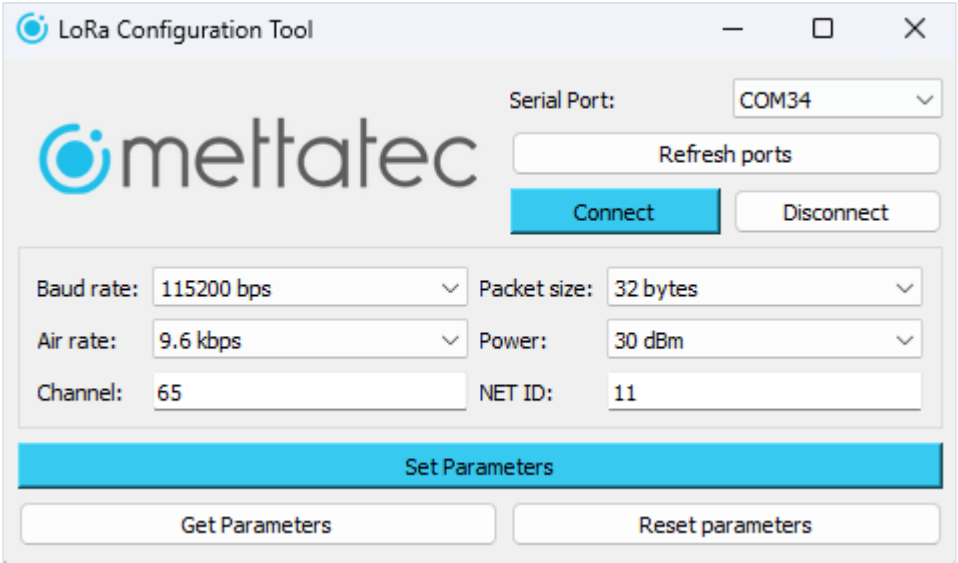 LoRa Configuration Tool
mettatec
Serial Port: COM34
Refresh ports
Connect Disconnect
Baud rate: 115200 bps Packet size: 32 bytes
Air rate: 9.6 kbps Power: 30 dBm
Channel: 65 NET ID: 11
Set Parameters
Get Parameters Reset parameters